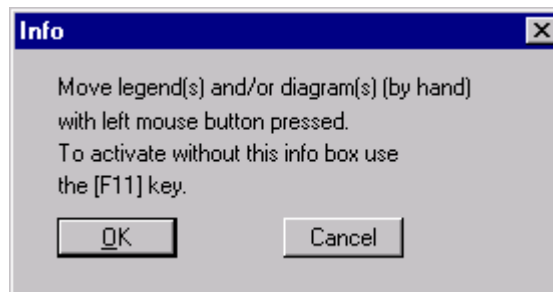 Info
Move legend(s) and/or diagram(s) (by hand)
with left mouse button pressed.
To activate without this info box use
the [F11] key.
OK Cancel